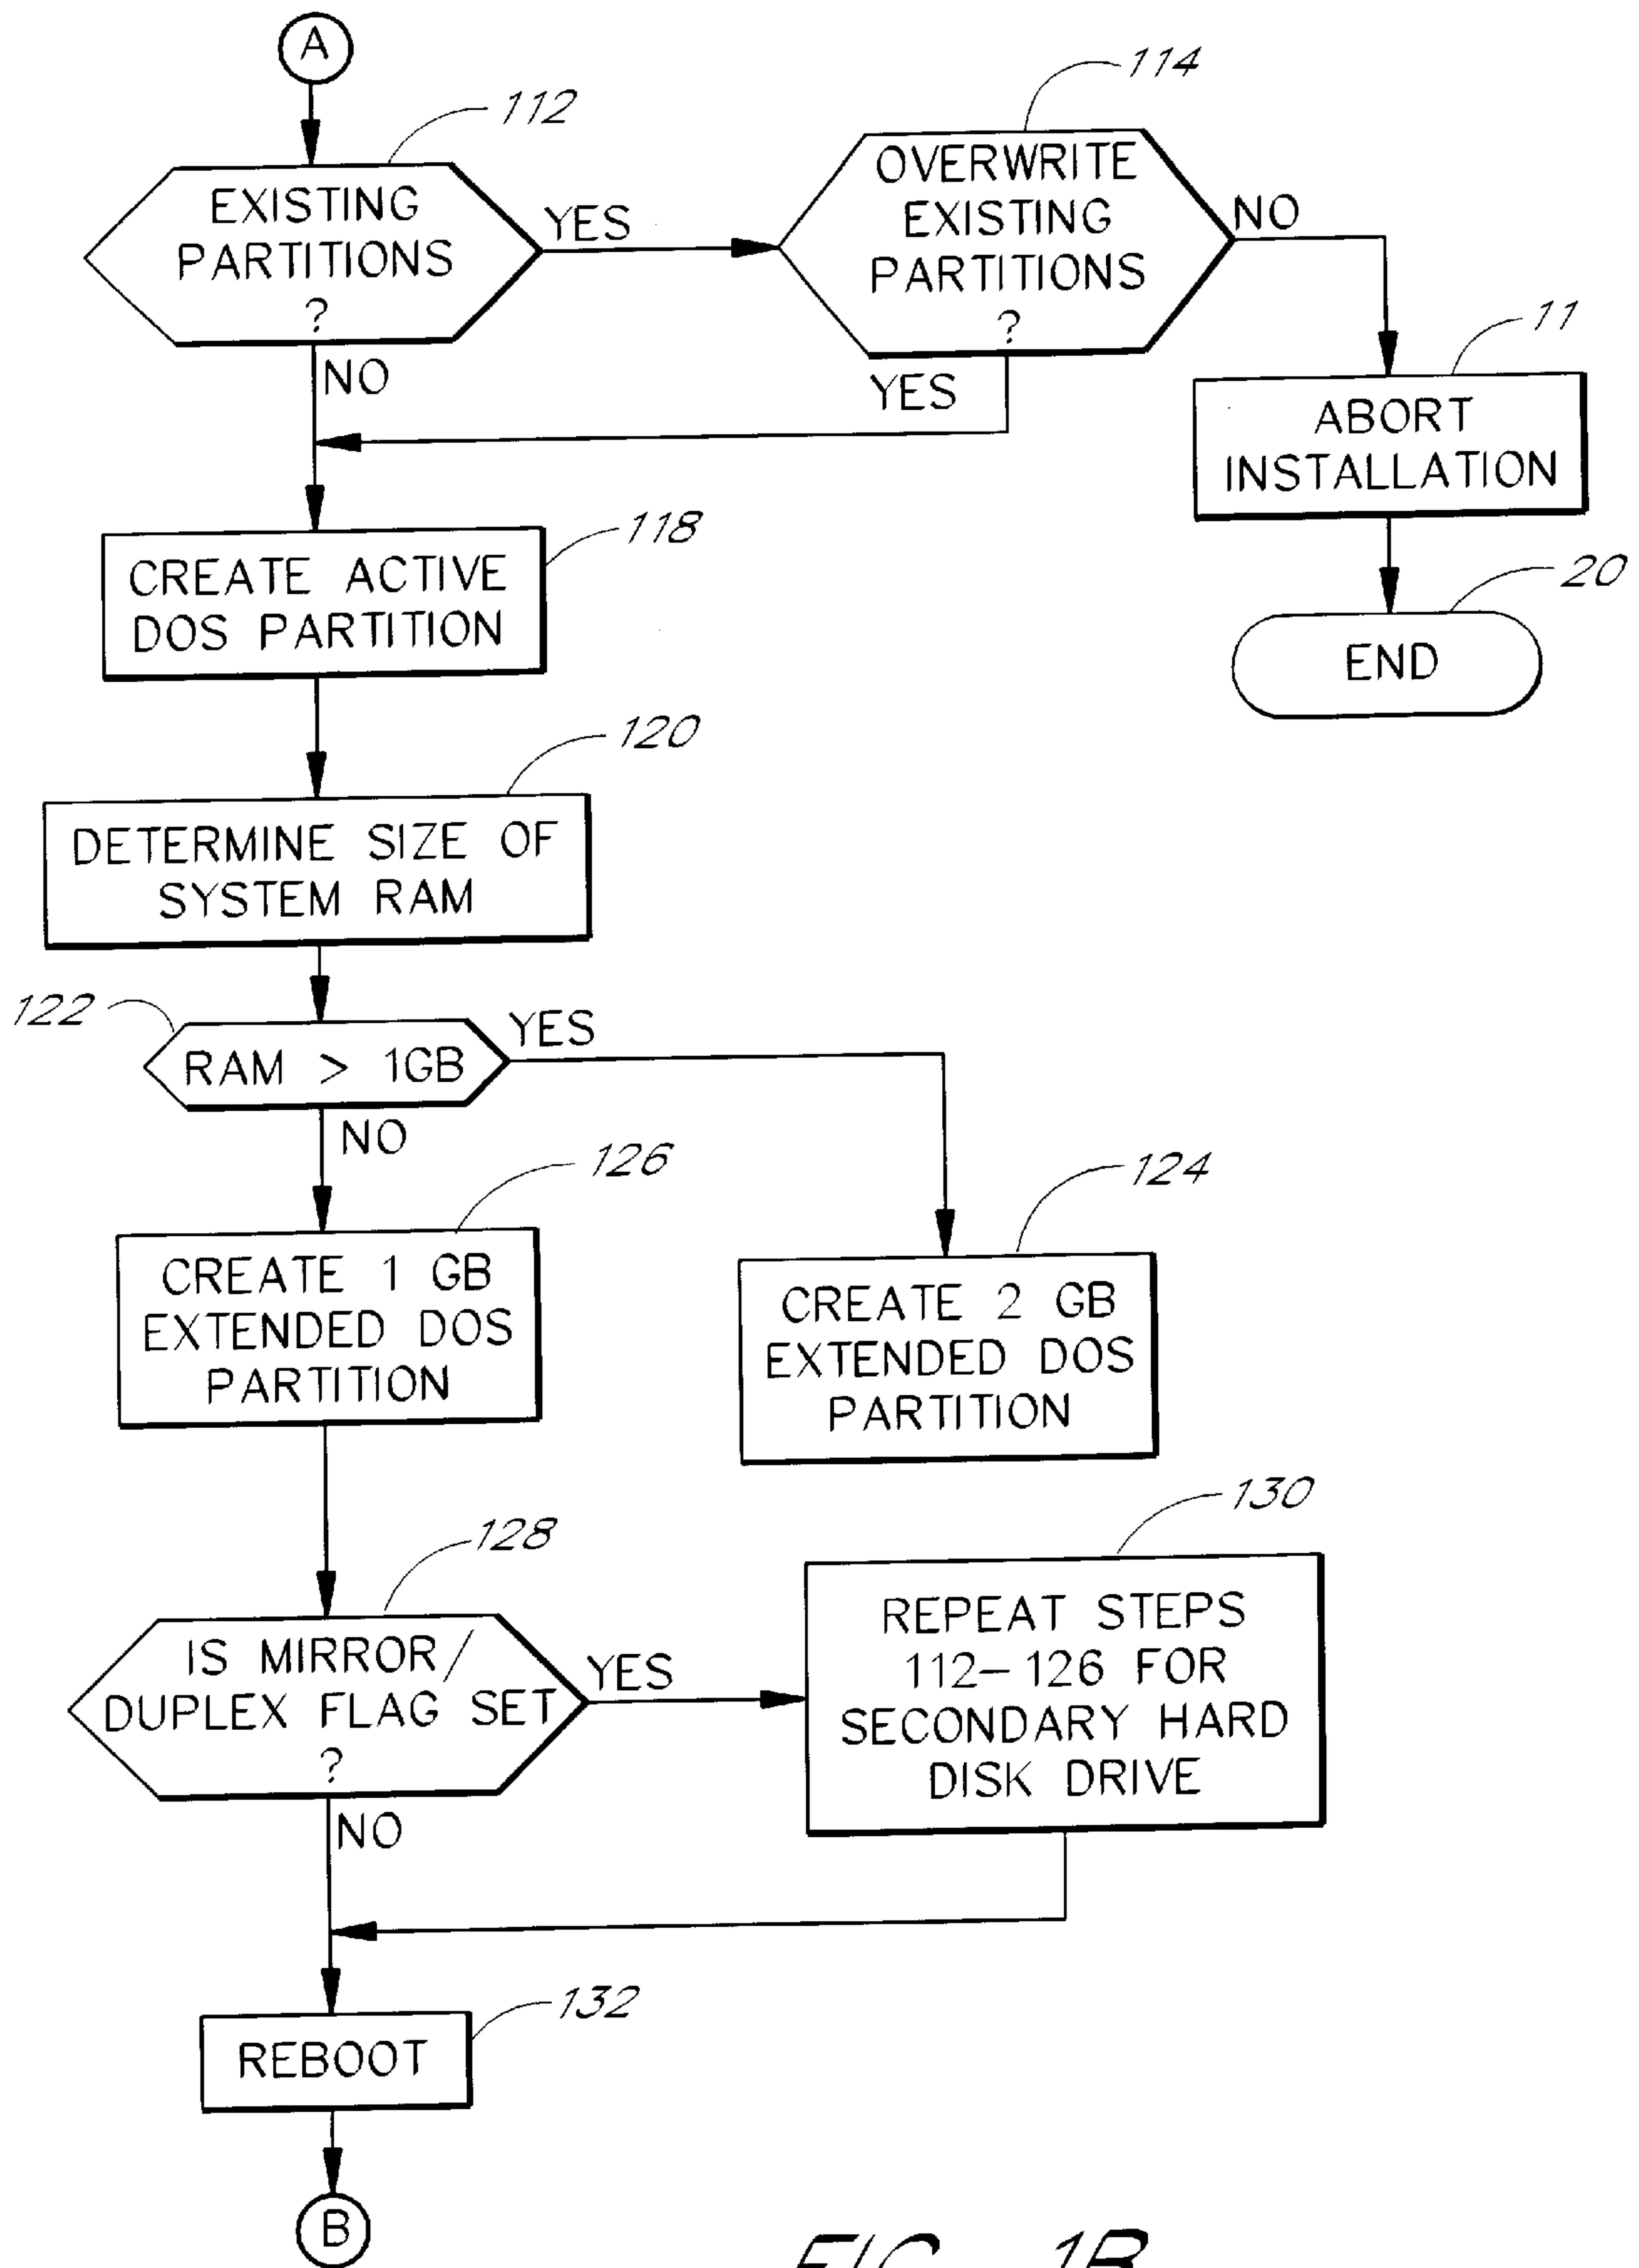 A
112
EXISTING
PARTITIONS
?
YES
114
OVERWRITE
EXISTING
PARTITIONS
?
NO
NO
YES
11
ABORT
INSTALLATION
20
END
118
CREATE ACTIVE
DOS PARTITION
120
DETERMINE SIZE OF
SYSTEM RAM
122
RAM > 1GB
YES
NO
126
CREATE 1 GB
EXTENDED DOS
PARTITION
124
CREATE 2 GB
EXTENDED DOS
PARTITION
128
IS MIRROR/
DUPLEX FLAG SET
?
YES
130
REPEAT STEPS
112-126 FOR
SECONDARY HARD
DISK DRIVE
NO
132
REBOOT
B
FIG. 1B